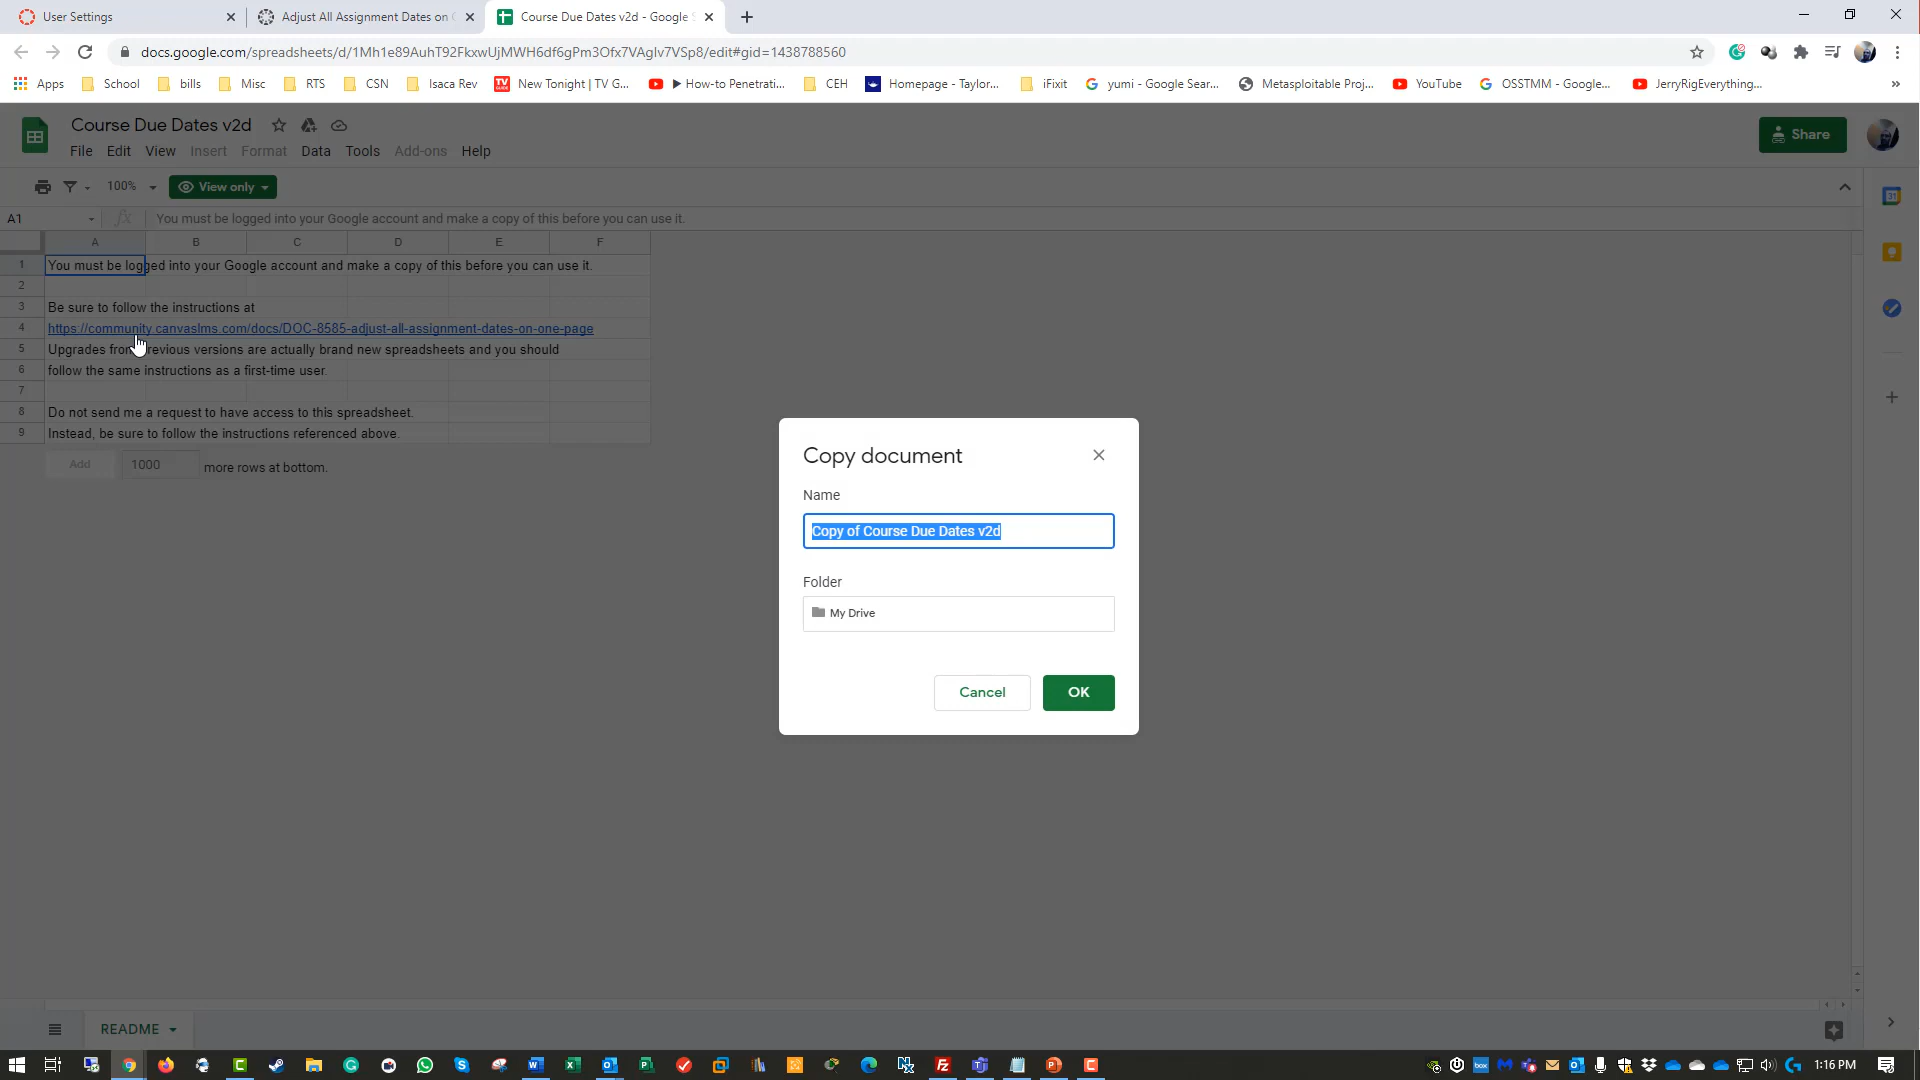 User Settings
Adjust All Assignment Dates on
Course Due Dates v2d - Google
docs.google.com/spreadsheets/d/1Mh1e89AuhT92FkxwUjMWH6df6gPm3Ofx7VAglv7VSp8/edit#gid=1438788560
Apps School bills Misc RTS CSN Isaca Rev New Tonight | TV G... ▶ How-to Penetrati... CEH Homepage - Taylor... iFixit yumi - Google Sear... Metasploitable Proj... YouTube OSSTMM - Google... JerryRigEverything... »
Course Due Dates v2d
File Edit View Insert Format Data Tools Add-ons Help
Share
100% View only
A1 fx You must be logged into your Google account and make a copy of this before you can use it.
A B C D E F
1 You must be logged into your Google account and make a copy of this before you can use it.
2
3 Be sure to follow the instructions at
4 https://community.canvaslms.com/docs/DOC-8585-adjust-all-assignment-dates-on-one-page
5 Upgrades from previous versions are actually brand new spreadsheets and you should
6 follow the same instructions as a first-time user.
7
8 Do not send me a request to have access to this spreadsheet.
9 Instead, be sure to follow the instructions referenced above.
Add 1000 more rows at bottom.
Copy document
Name
Copy of Course Due Dates v2d
Folder
My Drive
Cancel OK
README
1:16 PM